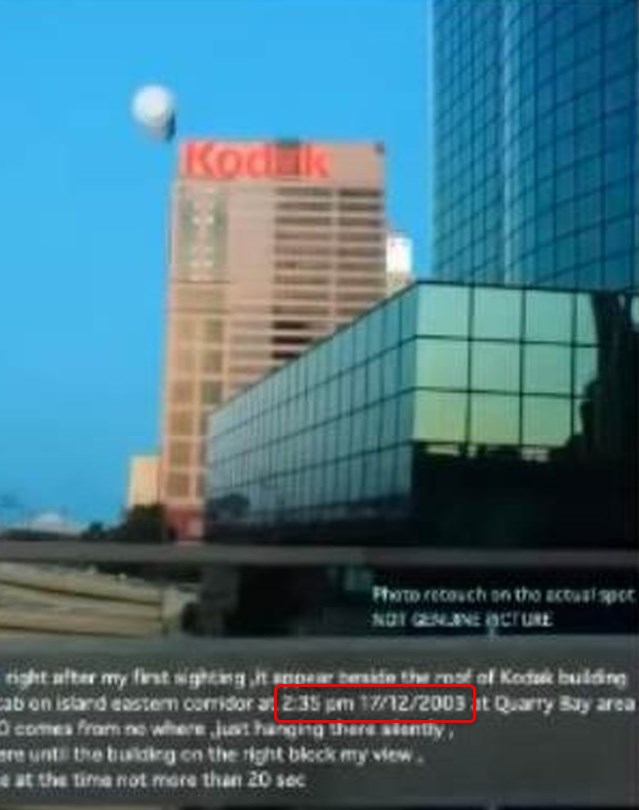 Kodak
Photo retouch on the actual spot
NOT GENUINE PICTURE
right after my first sighting ,it appear beside the roof of Kodak building
cab on island eastern corridor at 2:35 pm 17/12/2003 at Quarry Bay area
O comes from no where ,just hanging there silently ,
ere until the building on the right block my view .
e at the time not more than 20 sec